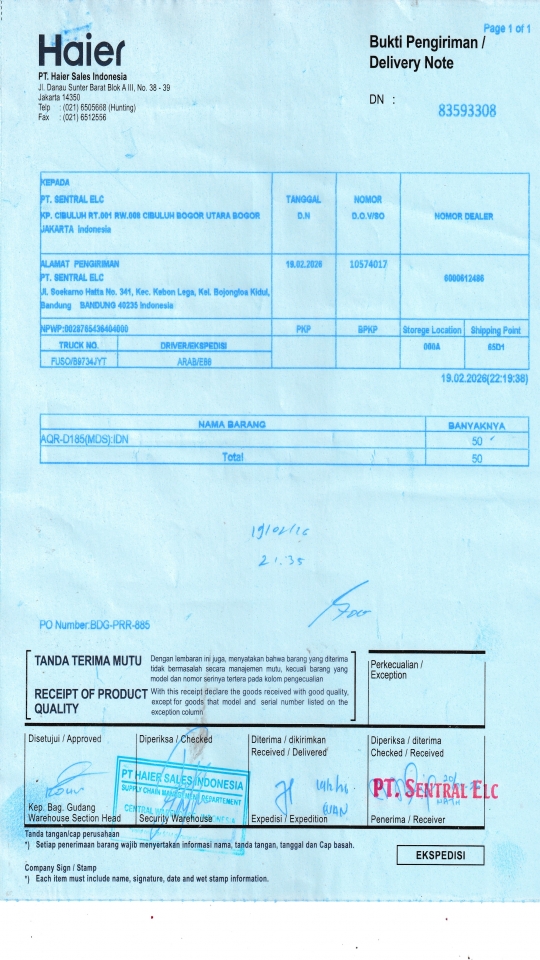 Page 1 of 1
Haier
Bukti Pengiriman /
Delivery Note
PT. Haier Sales Indonesia
Jl. Danau Sunter Barat Blok A III, No. 38 - 39
Jakarta 14350
Telp : (021) 6505668 (Hunting)
Fax : (021) 6512556
DN : 83593308
KEPADA
PT. SENTRAL ELC
KP. CIBULUH RT.001 RW.008 CIBULUH BOGOR UTARA BOGOR
JAKARTA Indonesia
TANGGAL
D.N
NOMOR
D.O.V/SO
NOMOR DEALER
ALAMAT PENGIRIMAN
PT. SENTRAL ELC
Jl. Soekarno Hatta No. 341, Kec. Kebon Lega, Kel. Bojongloa Kidul,
Bandung BANDUNG 40235 Indonesia
19.02.2026
10574017
6000612486
NPWP:0028765436404000
PKP
BPKP
Storege Location
Shipping Point
TRUCK NO.
DRIVER/EKSPEDISI
000A
65D1
FUSO/B9734JYT
ARAB/E88
19.02.2026(22:19:38)
NAMA BARANG
BANYAKNYA
AQR-D185(MDS):IDN
50
Total
50
19/02/26
21.35
PO Number:BDG-PRR-885
TANDA TERIMA MUTU
Dengan lembaran ini juga, menyatakan bahwa barang yang diterima
tidak bermasalah secara manajemen mutu, kecuali barang yang
model dan nomor serinya tertera pada kolom pengecualian
RECEIPT OF PRODUCT
QUALITY
With this receipt declare the goods received with good quality,
except for goods that model and serial number listed on the
exception column
Perkecualian /
Exception
Disetujui / Approved
Diperiksa / Checked
Diterima / dikirimkan
Received / Delivered
Diperiksa / diterima
Checked / Received
PT HAIER SALES INDONESIA
SUPPLY CHAIN MANAGEMENT DEPARTEMENT
CENTRAL
PT. SENTRAL ELC
Kep. Bag. Gudang
Warehouse Section Head
Security Warehouse
Expedisi / Expedition
Penerima / Receiver
Tanda tangan/cap perusahaan
*) Setiap penerimaan barang wajib menyertakan informasi nama, tanda tangan, tanggal dan Cap basah.
EKSPEDISI
Company Sign / Stamp
*) Each item must include name, signature, date and wet stamp information.